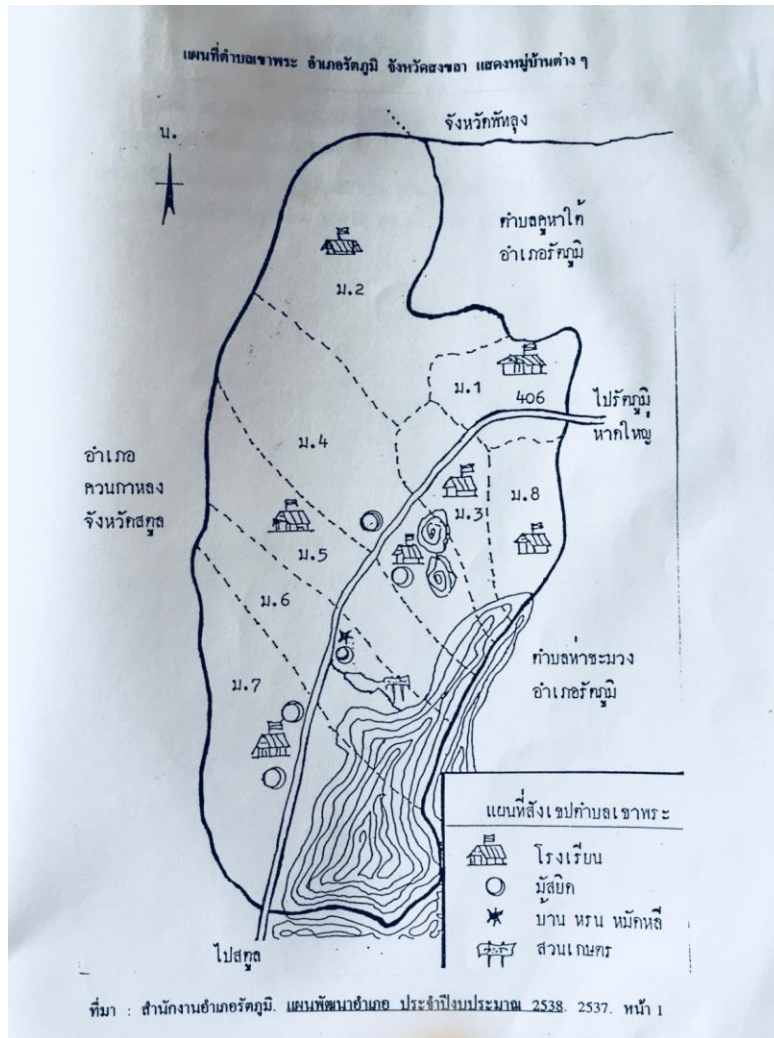 แผนที่ตำบลเขาพระ อำเภอรัตภูมิ จังหวัดสงขลา แสดงหมู่บ้านต่าง ๆ
จังหวัดพัทลุง
น.
ตำบลคูหาใต้
อำเภอรัตภูมิ
ม.2
ม.1
406
ไปรัตภูมิ
หาดใหญ่
ม.4
อำเภอ
ควนกาหลง
จังหวัดสตูล
ม.8
ม.3
ม.5
ม.6
ตำบลท่าชะมวง
อำเภอรัตภูมิ
ม.7
แผนที่สังเขปตำบลเขาพระ
โรงเรียน
มัสยิด
บ้าน หรน หมัดหลี
สวนเกษตร
ไปสตูล
ที่มา : สำนักงานอำเภอรัตภูมิ. แผนพัฒนาอำเภอ ประจำปีงบประมาณ 2538. 2537. หน้า 1